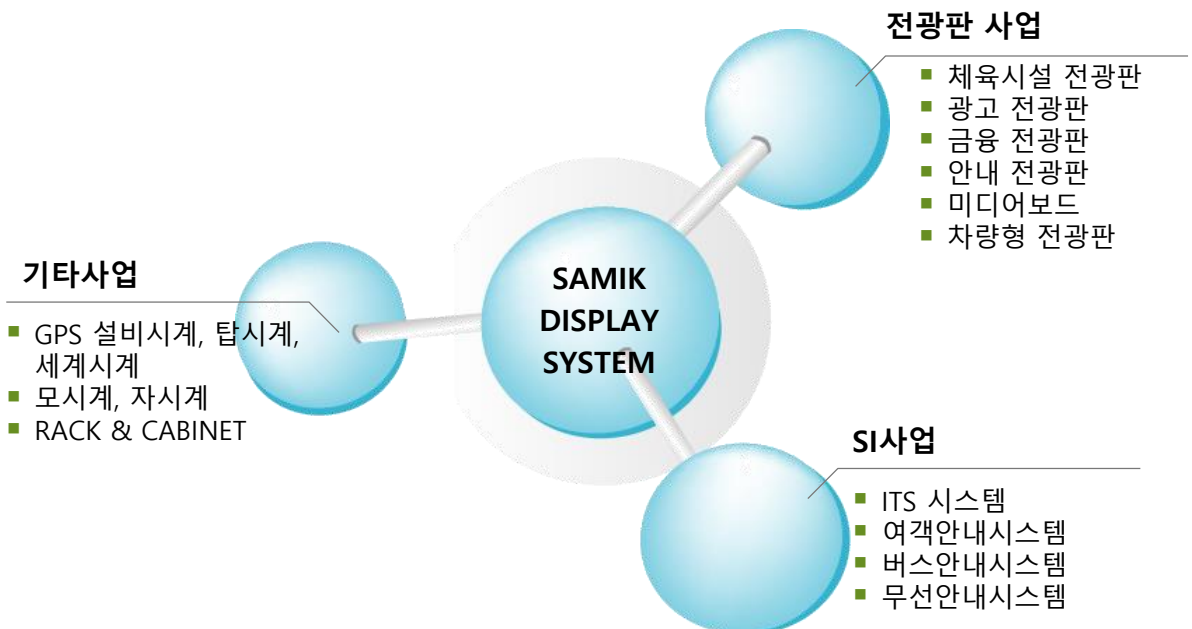 전광판 사업
체육시설 전광판
광고 전광판
금융 전광판
안내 전광판
미디어보드
차량형 전광판
SAMIK
DISPLAY
SYSTEM
기타사업
GPS 설비시계, 탑시계,
세계시계
모시계, 자시계
RACK & CABINET
SI사업
ITS 시스템
여객안내시스템
버스안내시스템
무선안내시스템